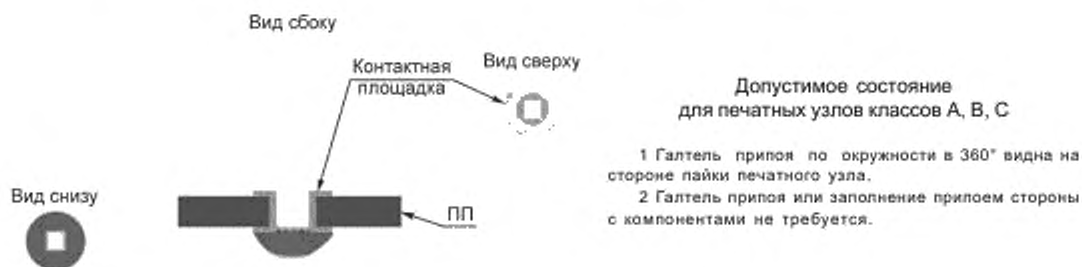 Вид сбоку
Контактная
площадка
Вид сверху
Вид снизу
ПП
Допустимое состояние
для печатных узлов классов А, В, С
1 Галтель припоя по окружности в 360° видна на
стороне пайки печатного узла.
2 Галтель припоя или заполнение припоем стороны
с компонентами не требуется.